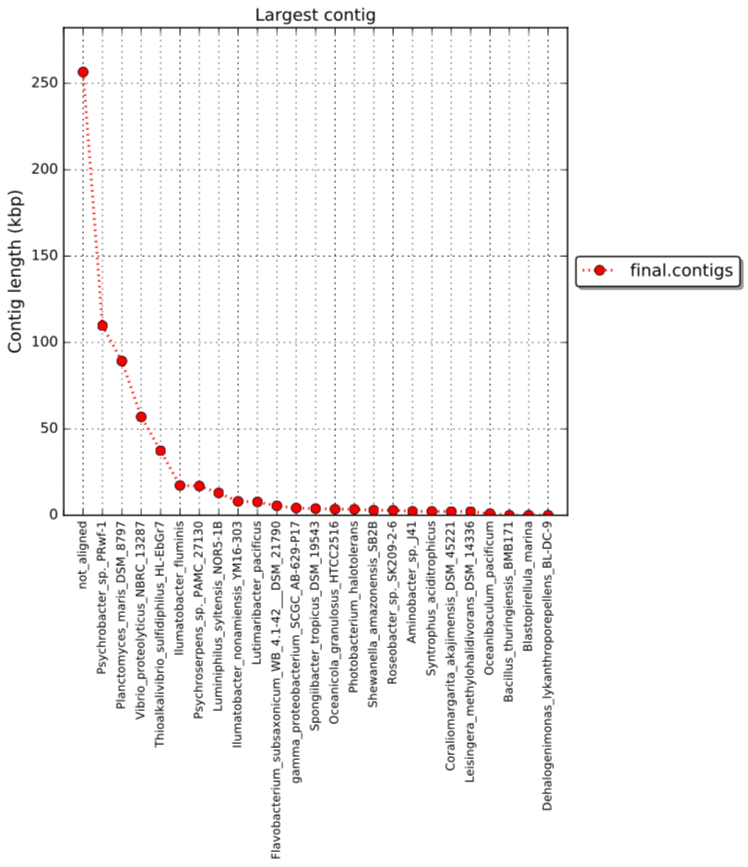 Largest contig
Contig length (kbp)
250
200
150
100
50
0
final.contigs
not_aligned
Psychrobacter_sp._PRwf-1
Planctomyces_maris_DSM_8797
Vibrio_proteolyticus_NBRC_13287
Thioalkalivibrio_sulfidiphilus_HL-EbGr7
Ilumatobacter_fluminis
Psychroserpens_sp._PAMC_27130
Luminiphilus_syltensis_NOR5-1B
Ilumatobacter_nonamiensis_YM16-303
Lutimaribacter_pacificus
Flavobacterium_subsaxonicum_WB_4.1-42___DSM_21790
gamma_proteobacterium_SCGC_AB-629-P17
Spongiibacter_tropicus_DSM_19543
Oceanicola_granulosus_HTCC2516
Photobacterium_halotolerans
Shewanella_amazonensis_SB2B
Roseobacter_sp._SK209-2-6
Aminobacter_sp._J41
Syntrophus_aciditrophicus
Coraliomargarita_akajimensis_DSM_45221
Leisingera_methylohalidivorans_DSM_14336
Oceanibaculum_pacificum
Bacillus_thuringiensis_BMB171
Blastopirellula_marina
Dehalogenimonas_lykanthroporepellens_BL-DC-9